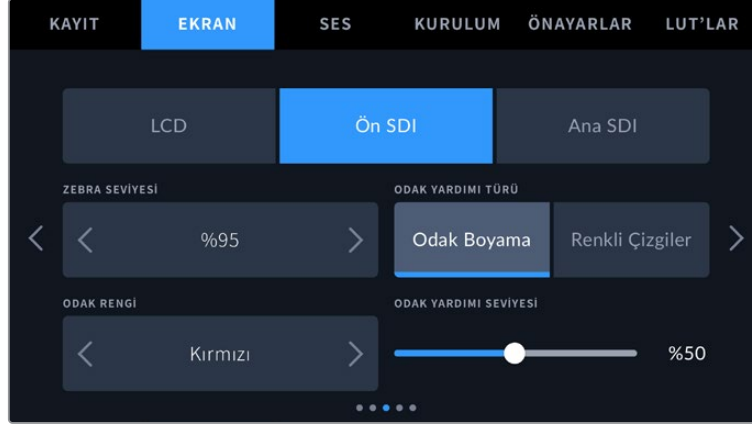 KAYIT EKRAN SES KURULUM ÖNAYARLAR LUT'LAR
LCD Ön SDI Ana SDI
ZEBRA SEVİYESİ ODAK YARDIMI TÜRÜ
%95 Odak Boyama Renkli Çizgiler
ODAK RENGİ ODAK YARDIMI SEVİYESİ
Kırmızı %50